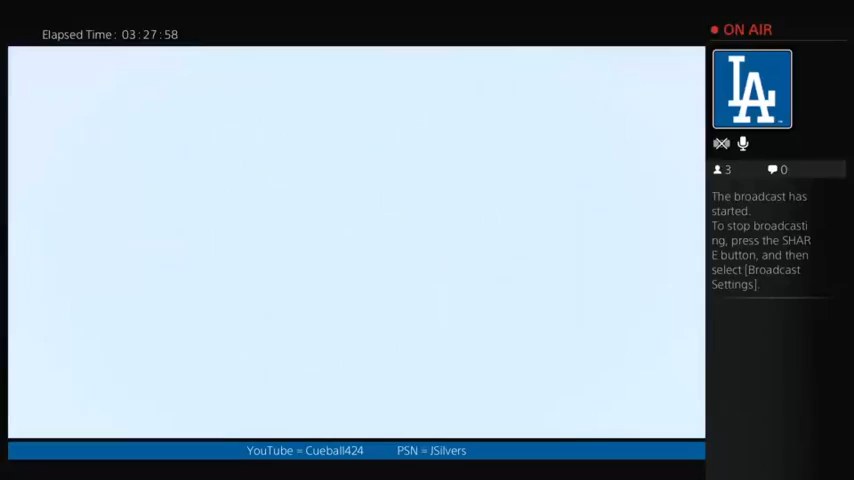 Elapsed Time: 03:27:58
ON AIR
LA
3
0
The broadcast has
started.
To stop broadcasti
ng, press the SHAR
E button, and then
select [Broadcast
Settings].
YouTube = Cueball424 PSN = JSilvers